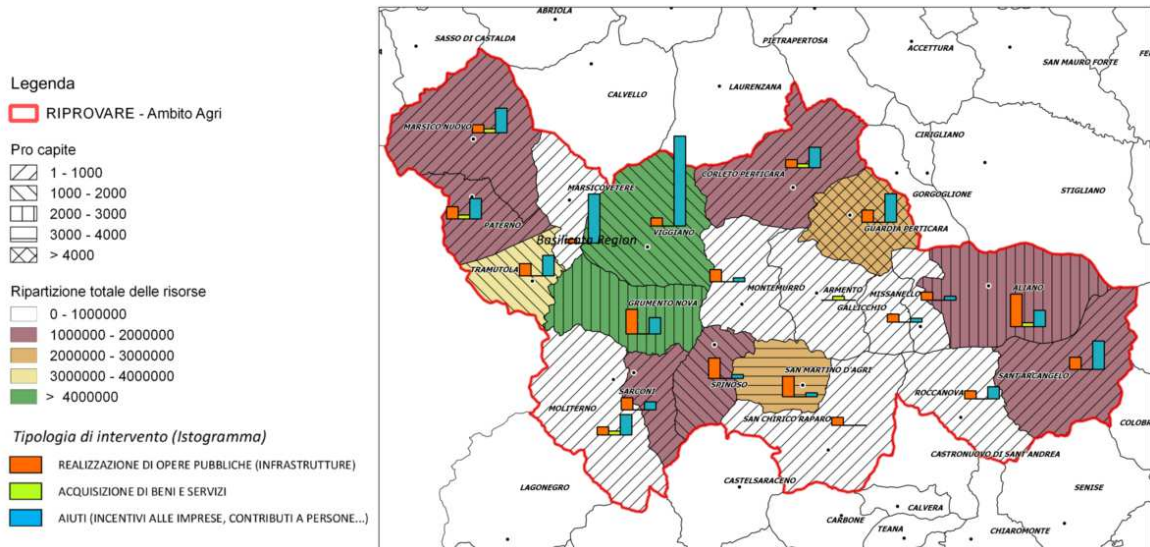 Legenda
RIPROVARE - Ambito Agri
Pro capite
1 - 1000
1000 - 2000
2000 - 3000
3000 - 4000
> 4000
Ripartizione totale delle risorse
0 - 1000000
1000000 - 2000000
2000000 - 3000000
3000000 - 4000000
> 4000000
Tipologia di intervento (Istogramma)
REALIZZAZIONE DI OPERE PUBBLICHE (INFRASTRUTTURE)
ACQUISIZIONE DI BENI E SERVIZI
AIUTI (INCENTIVI ALLE IMPRESE, CONTRIBUTI A PERSONE...)
ABRIOLA
SASSO DI CASTALDA
PIETRAPERTOSA
ACCETTURA
SAN MAURO FORTE
FE
CALVELLO
LAURENZANA
MARSICO NUOVO
CIRIGLIANO
CORLETO PERTICARA
MARSICOVETERE
GORGOGLIONE
STIGLIANO
PATERNO
VIGGIANO
GUARDIA PERTICARA
Basilicata Region
TRAMUTOLA
MONTEMURRO
ARMENTO
MISSANELLO
ALIANO
GRUMENTO NOVA
GALLICCHIO
SAN MARTINO D'AGRI
SANT'ARCANGELO
SPINOSO
SARCONI
ROCCANOVA
MOLITERNO
SAN CHIRICO RAPARO
COLOBR
CASTRONUOVO DI SANT'ANDREA
LAGONEGRO
CASTELSARACENO
SENISE
CALVERA
CARBONE
TEANA
CHIAROMONTE